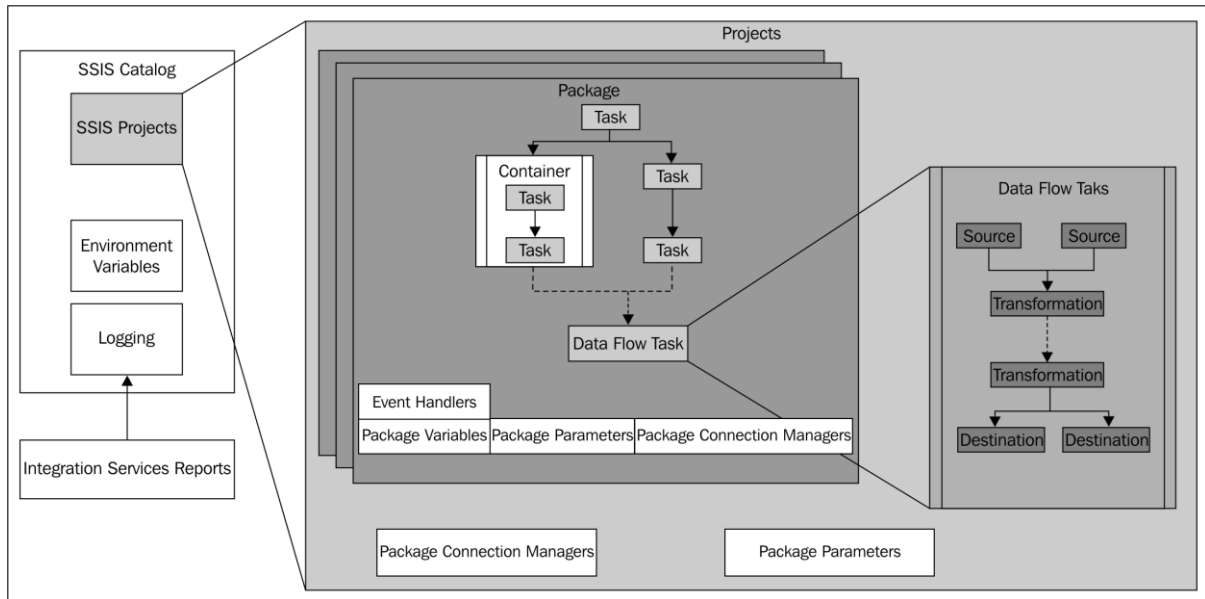 SSIS Catalog
SSIS Projects
Environment
Variables
Logging
Integration Services Reports
Projects
Package
Task
Container
Task
Task
Task
Task
Data Flow Task
Event Handlers
Package Variables
Package Parameters
Package Connection Managers
Data Flow Taks
Source
Source
Transformation
Transformation
Destination
Destination
Package Connection Managers
Package Parameters